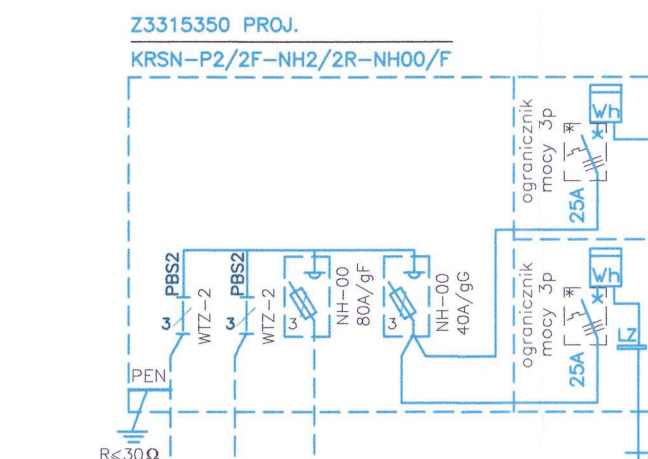 Z3315350 PROJ.
KRSN-P2/2F-NH2/2R-NH00/F
ogranicznik
mocy 3p
25A
Wh
*
PBS2
3
WTZ-2
PBS2
3
WTZ-2
3
NH-00
80A/gF
3
NH-00
40A/gG
ogranicznik
mocy 3p
25A
Wh
*
LZ
PEN
R≤30Ω